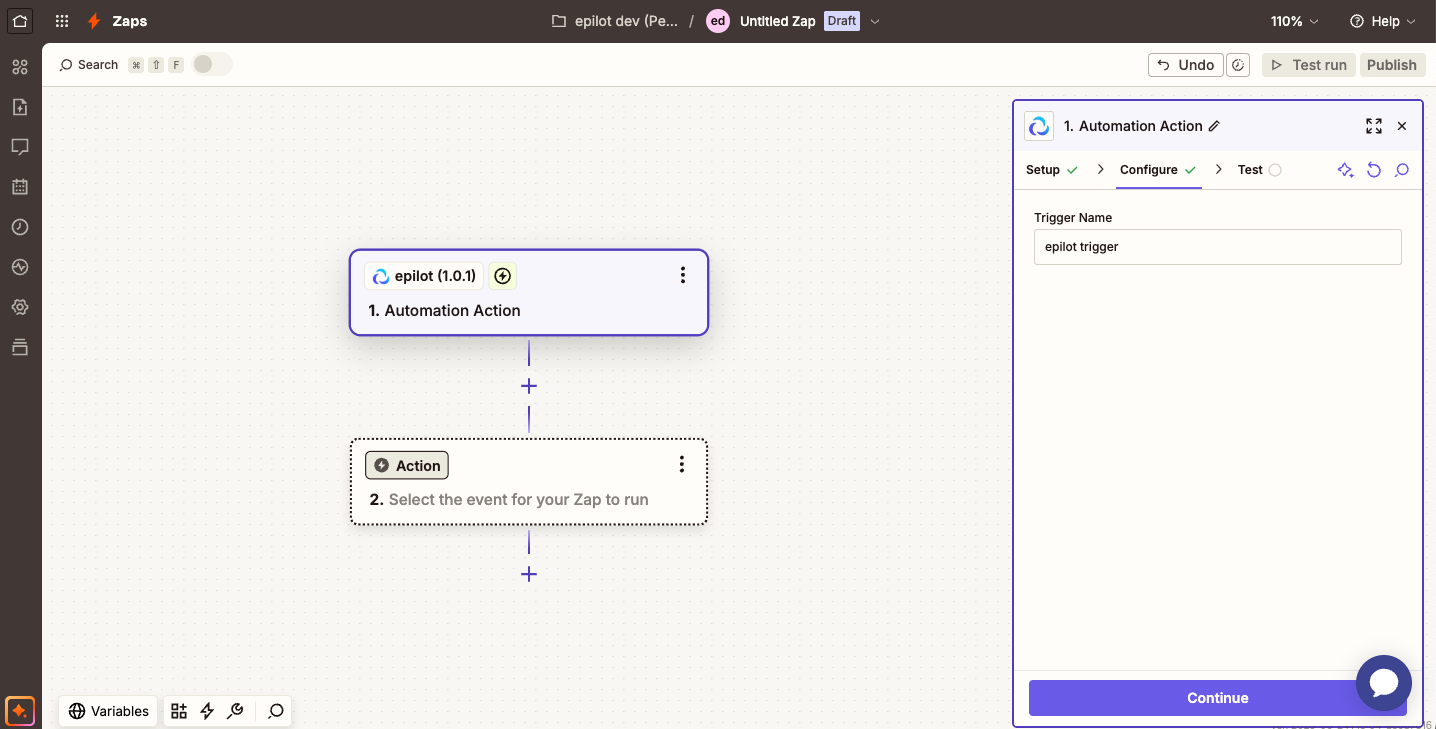 Zaps
epilot dev (Pe... / ed Untitled Zap Draft
110%
Help
Search ⌘ ⇧ F
Undo
Test run
Publish
1. Automation Action
Setup
Configure
Test
Trigger Name
epilot trigger
epilot (1.0.1)
1. Automation Action
Action
2. Select the event for your Zap to run
Continue
Variables